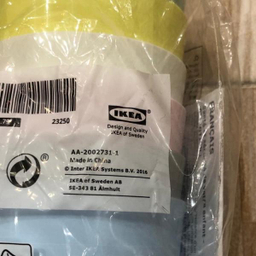 IKEA
Design and Quality
IKEA of Sweden
23250
AA-2002731-1
Made in China
© Inter IKEA Systems B.V. 2016
IKEA of Sweden AB
SE-343 81 Älmhult
FRANÇAIS